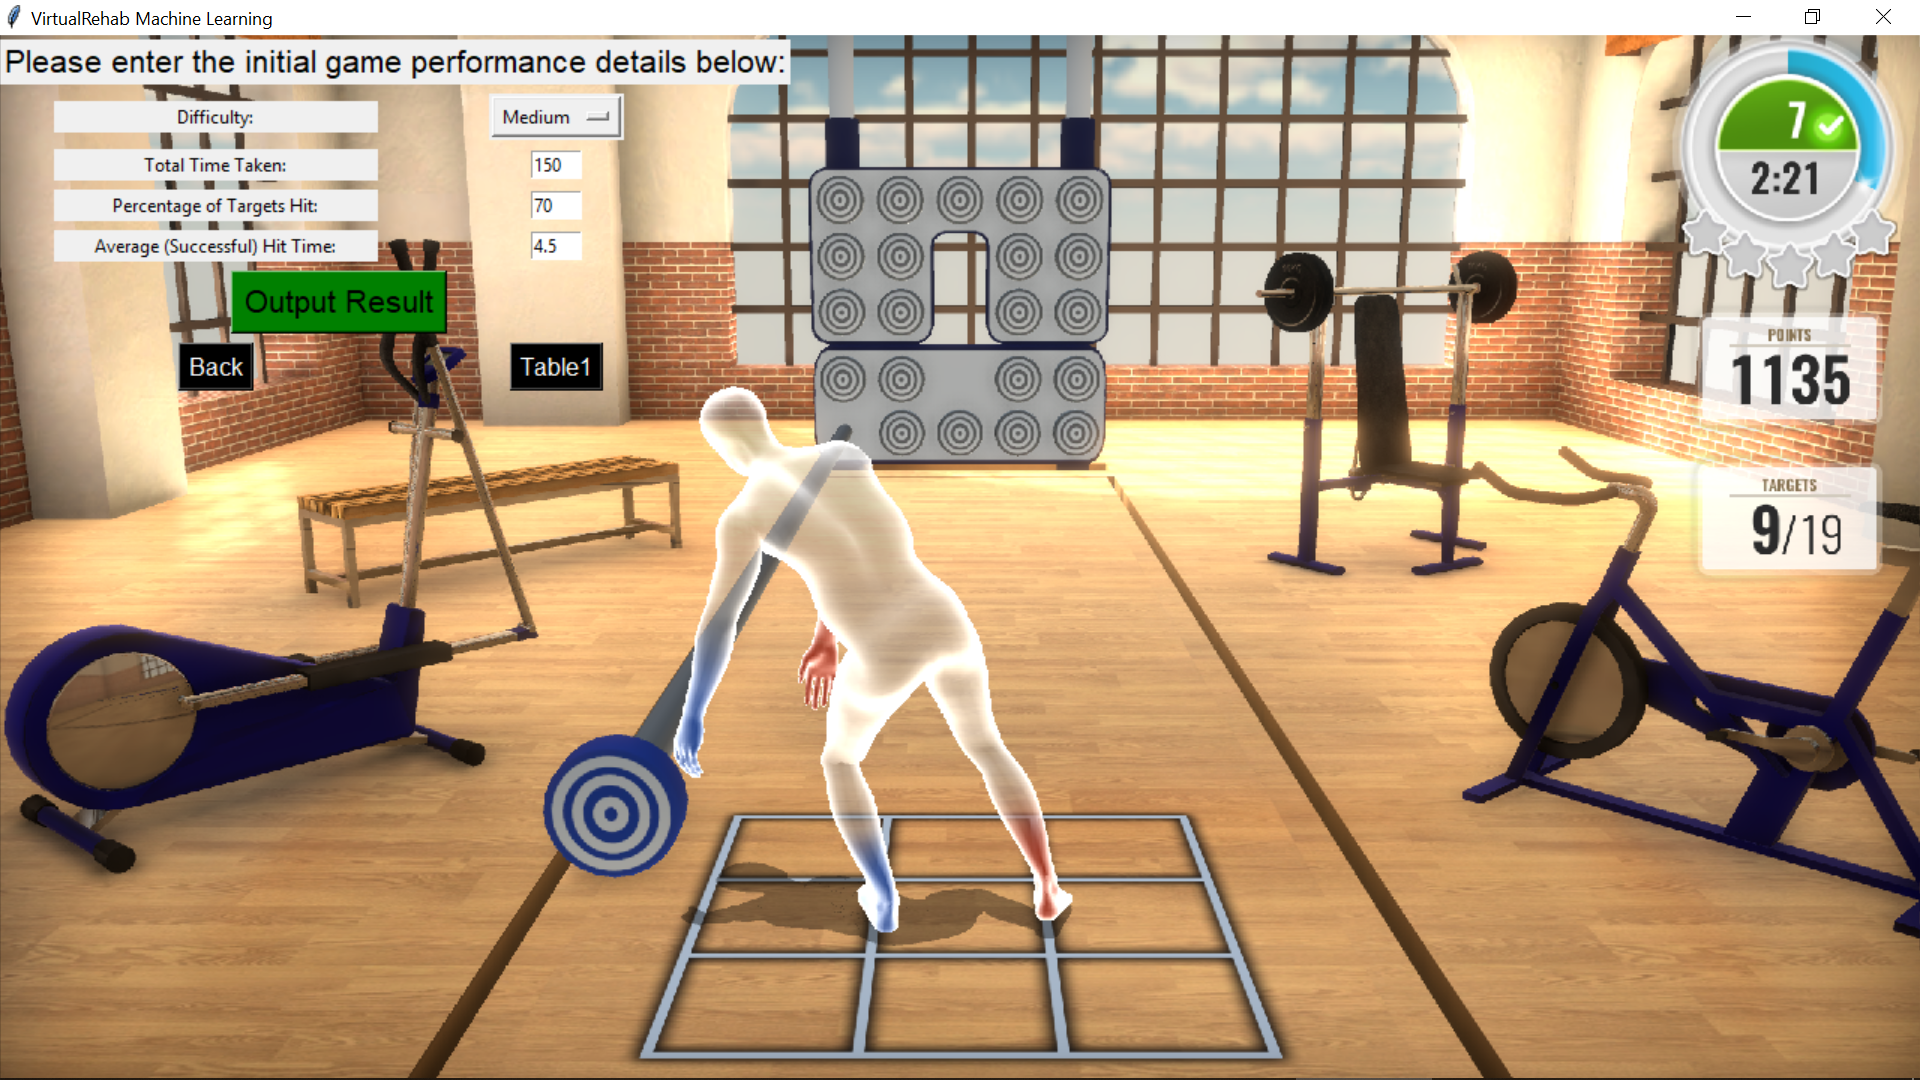 VirtualRehab Machine Learning
Please enter the initial game performance details below:
Difficulty:
Medium
Total Time Taken:
150
Percentage of Targets Hit:
70
Average (Successful) Hit Time:
4.5
Output Result
Back
Table1
7
2:21
POINTS
1135
TARGETS
9/19